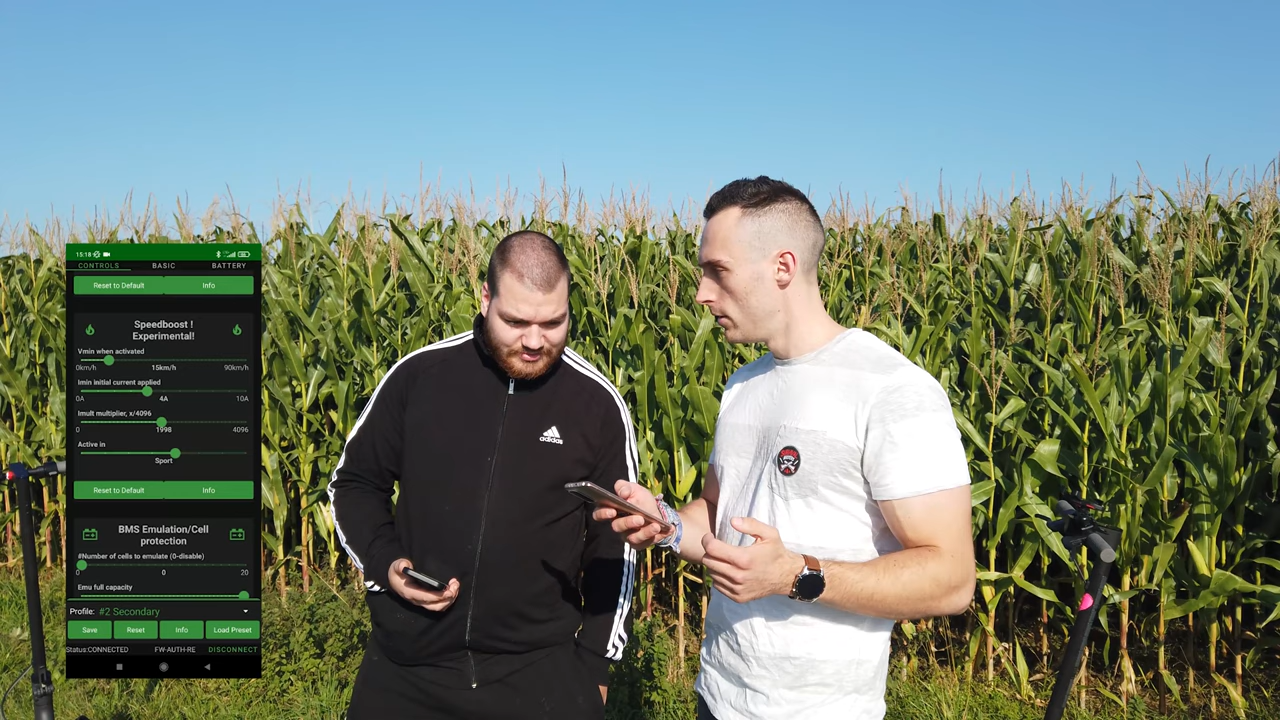 15:18
CONTROLS BASIC BATTERY
Reset to Default Info
Speedboost !
Experimental!
Vmin when activated
0km/h 15km/h 90km/h
Imin initial current applied
0A 4A 10A
Imult multiplier, x/4096
0 1998 4096
Active in
Sport
Reset to Default Info
BMS Emulation/Cell
protection
#Number of cells to emulate (0-disable)
0 0 20
Emu full capacity
Profile: #2 Secondary
Save Reset Info Load Preset
Status:CONNECTED FW-AUTH-RE DISCONNECT
adidas